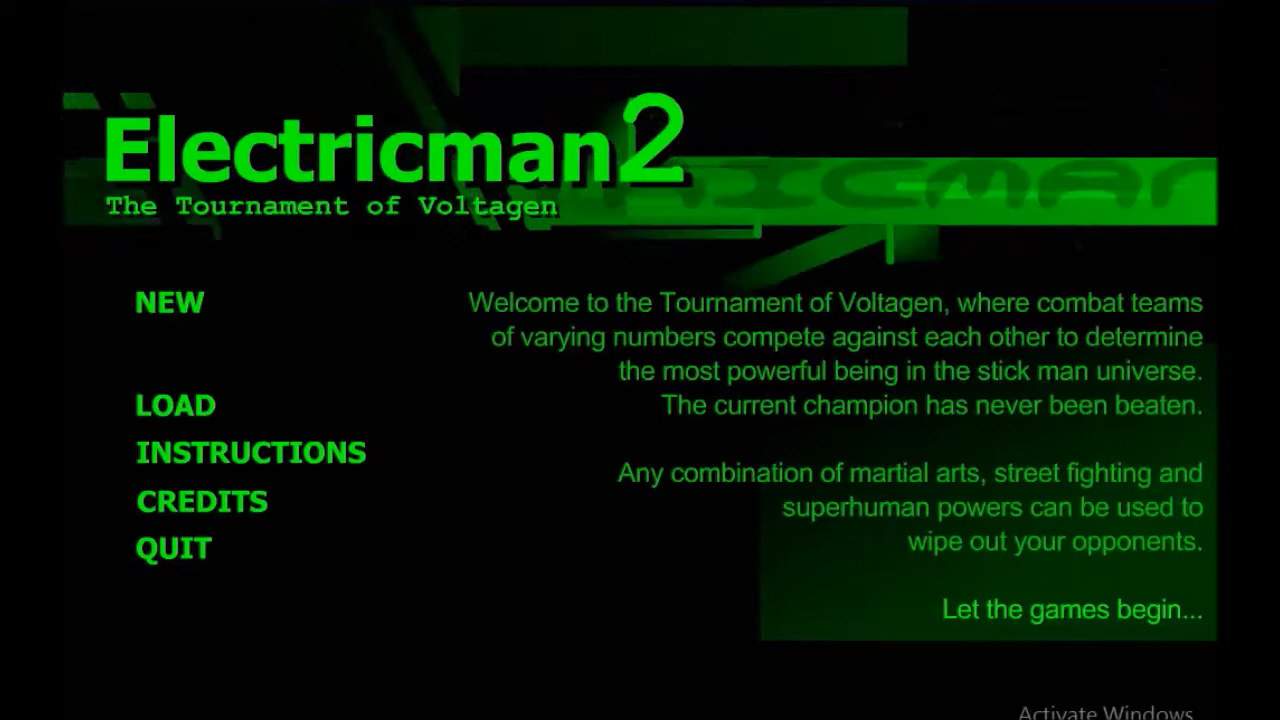 Electricman2
The Tournament of Voltagen
NEW
LOAD
INSTRUCTIONS
CREDITS
QUIT
Welcome to the Tournament of Voltagen, where combat teams
of varying numbers compete against each other to determine
the most powerful being in the stick man universe.
The current champion has never been beaten.
Any combination of martial arts, street fighting and
superhuman powers can be used to
wipe out your opponents.
Let the games begin...
Activate Windows